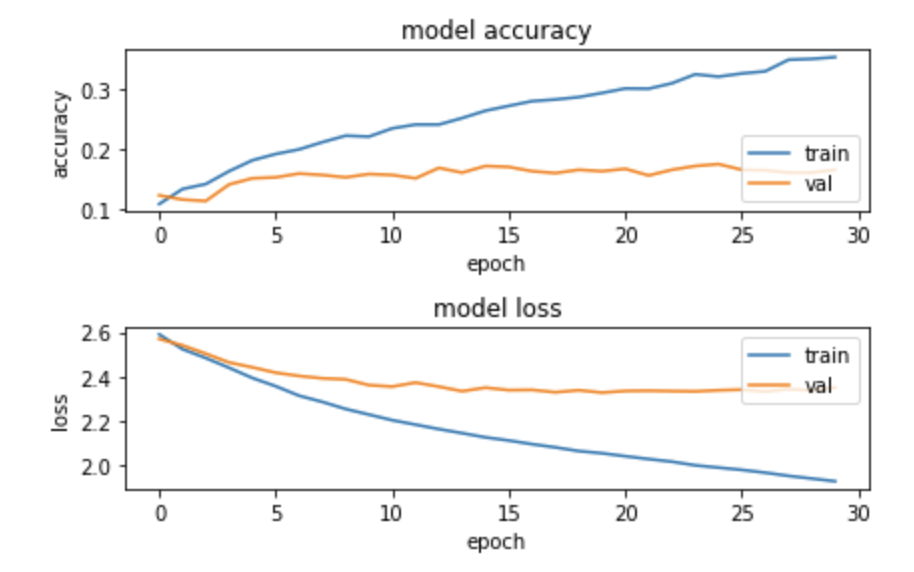 model accuracy
accuracy
0.3
0.2
0.1
train
val
0 5 10 15 20 25 30
epoch
model loss
loss
2.6
2.4
2.2
2.0
train
val
0 5 10 15 20 25 30
epoch